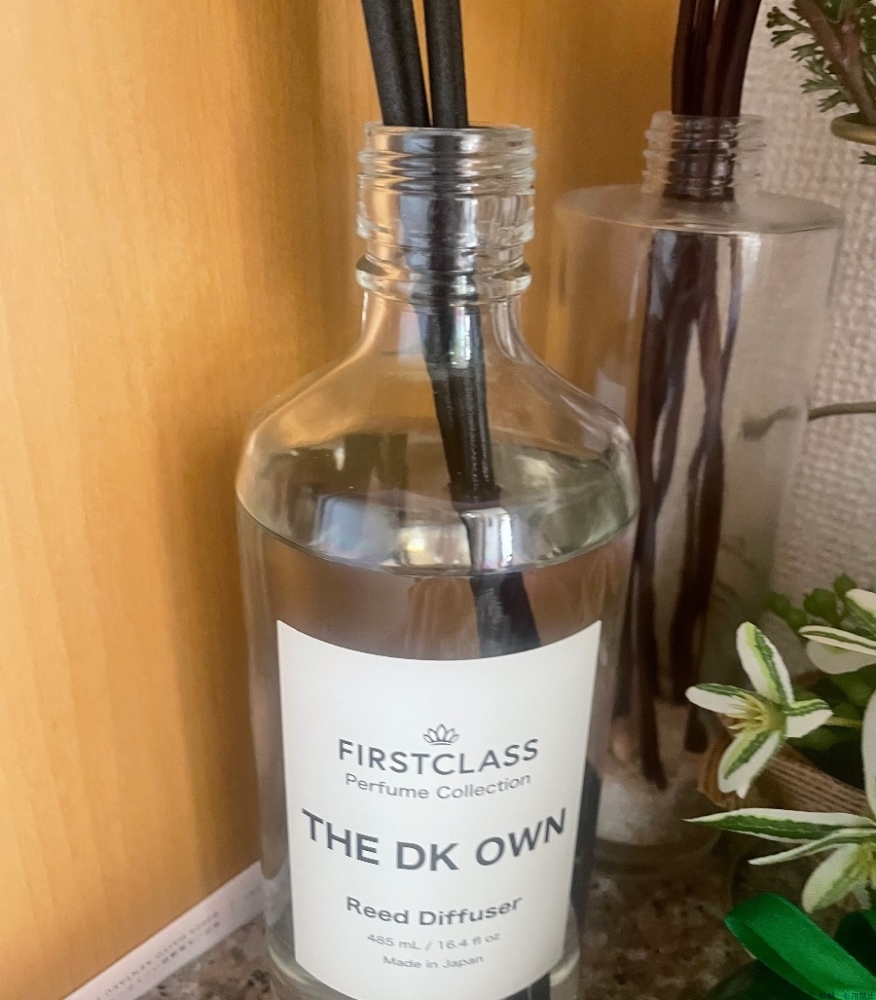 FIRSTCLASS
Perfume Collection
THE DK OWN
Reed Diffuser
485 mL / 16.4 fl oz
Made in Japan